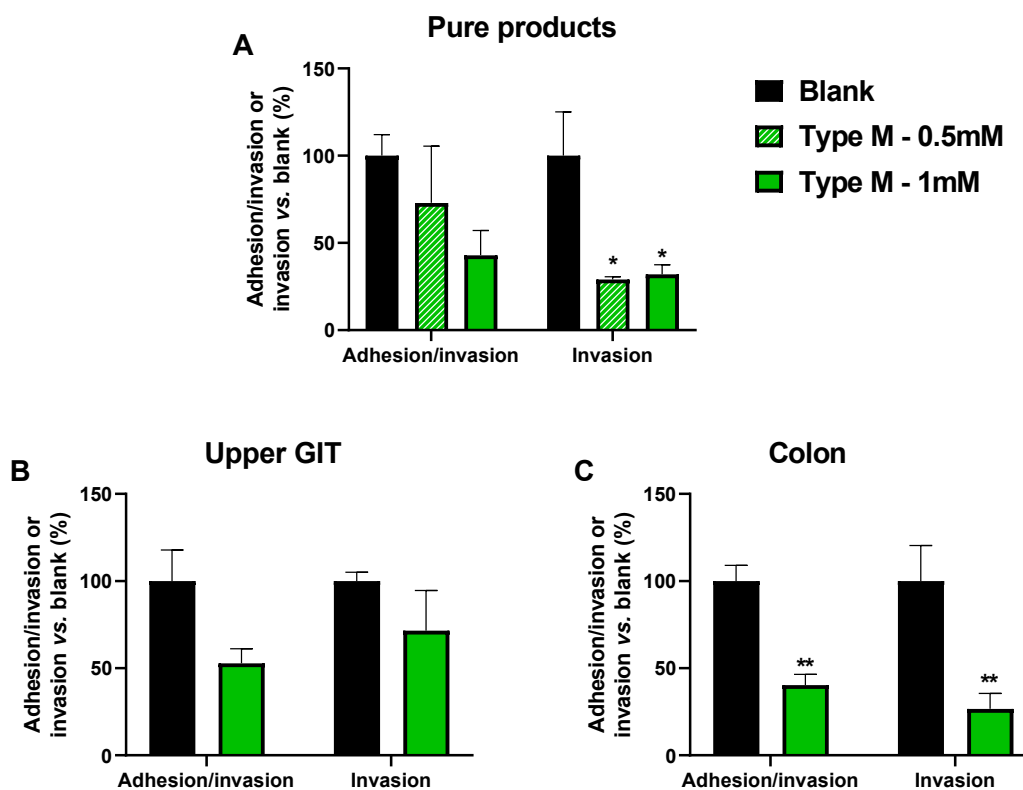 Pure products
A
Adhesion/invasion or
invasion vs. blank (%)
150
100
50
0
*
*
Adhesion/invasion
Invasion
Blank
Type M - 0.5mM
Type M - 1mM
Upper GIT
B
Adhesion/invasion or
invasion vs. blank (%)
150
100
50
0
Adhesion/invasion
Invasion
Colon
C
Adhesion/invasion or
invasion vs. blank (%)
150
100
50
0
**
**
Adhesion/invasion
Invasion